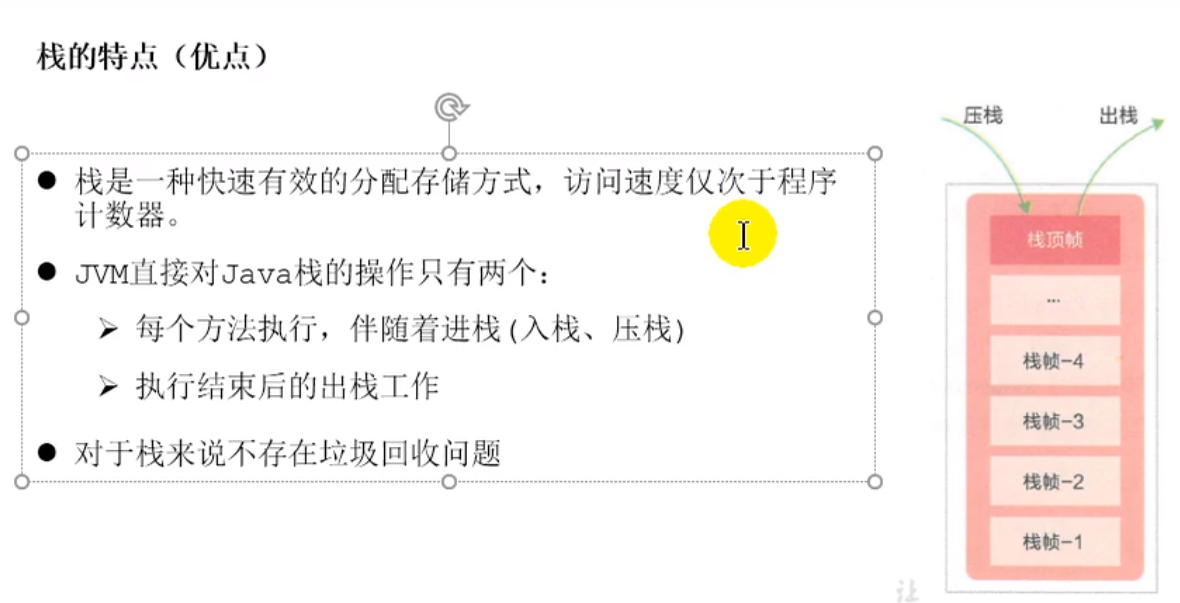 栈的特点（优点）
栈是一种快速有效的分配存储方式，访问速度仅次于程序
计数器。
JVM直接对Java栈的操作只有两个：
每个方法执行，伴随着进栈(入栈、压栈)
执行结束后的出栈工作
对于栈来说不存在垃圾回收问题
压栈
出栈
栈顶帧
...
栈帧-4
栈帧-3
栈帧-2
栈帧-1
让